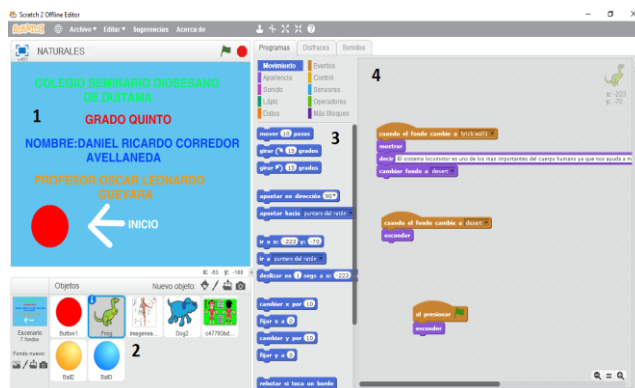 Scratch 2 Offline Editor
SCRATCH Archivo Editar Sugerencias Acerca de
NATURALES
COLEGIO SEMINARIO DIOSESANO
DE DUITAMA
1
GRADO QUINTO
NOMBRE:DANIEL RICARDO CORREDOR
AVELLANEDA
PROFESOR:OSCAR LEONARDO
GUEVARA
INICIO
Objetos Nuevo objeto:
Escenario
7 fondos
Fondo nuevo:
Button1 Frog imagenes... Dog2 c47793bd...
Ball2 Ball3
2
Programas Disfraces Sonidos
Movimiento Eventos
Apariencia Control
Sonido Sensores
Lápiz Operadores
Datos Más Bloques
mover 10 pasos
3
girar 15 grados
girar 15 grados
apuntar en dirección 90
apuntar hacia puntero del ratón
ir a x: -223 y: -70
ir a puntero del ratón
deslizar en 1 segs a x: -223
cambiar x por 10
fijar x a 0
cambiar y por 10
fijar y a 0
rebotar si toca un borde
4
x: -223
y: -70
cuando el fondo cambie a brick wall2
mostrar
decir El sistema locomotor es uno de los mas importantes del cuerpo humano ya que nos ayuda a m
cambiar fondo a desert
cuando el fondo cambie a desert
esconder
al presionar
esconder